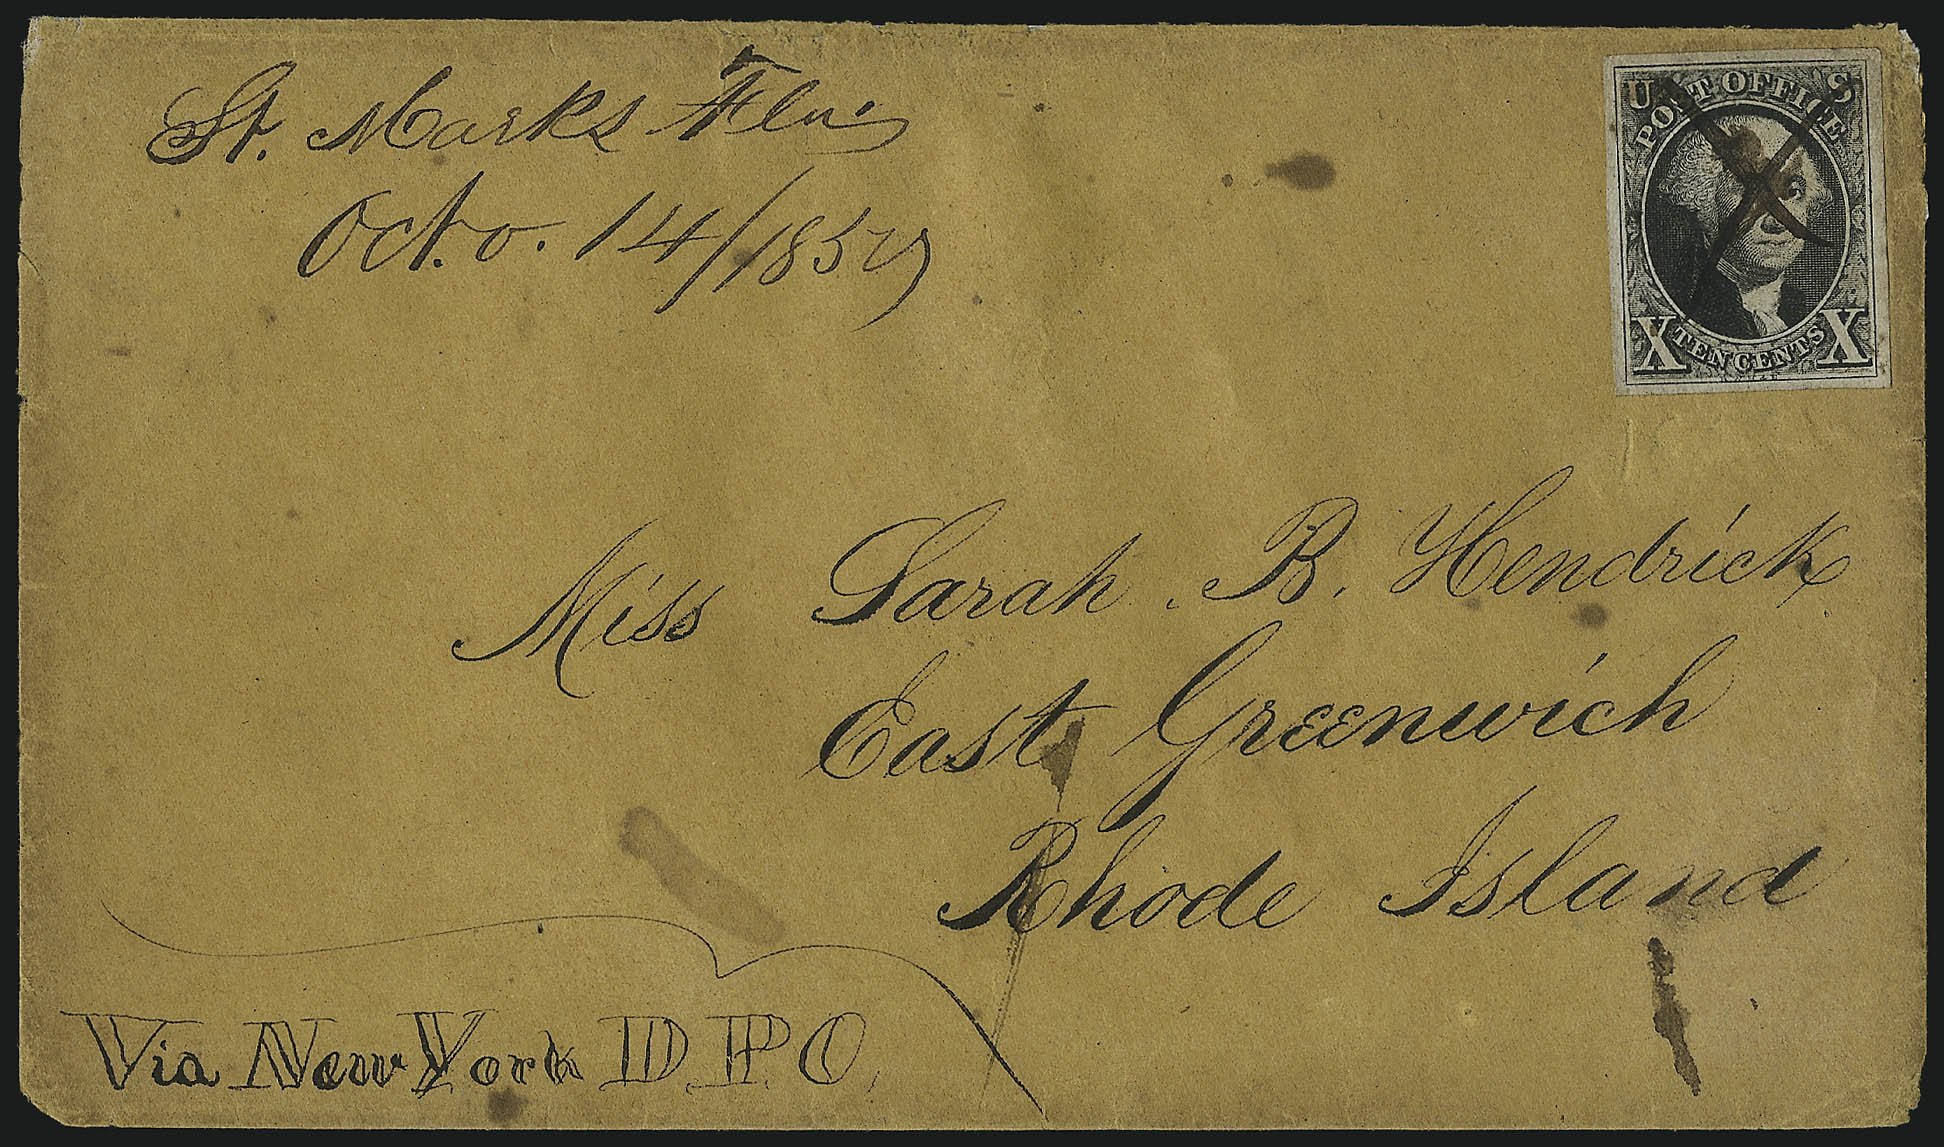 St. Marks Fla.
Octo. 14/1857
U S
POST OFFICE
X TEN CENTS X
Miss Sarah B. Hendrick
East Greenwich
Rhode Island
Via New York D P O